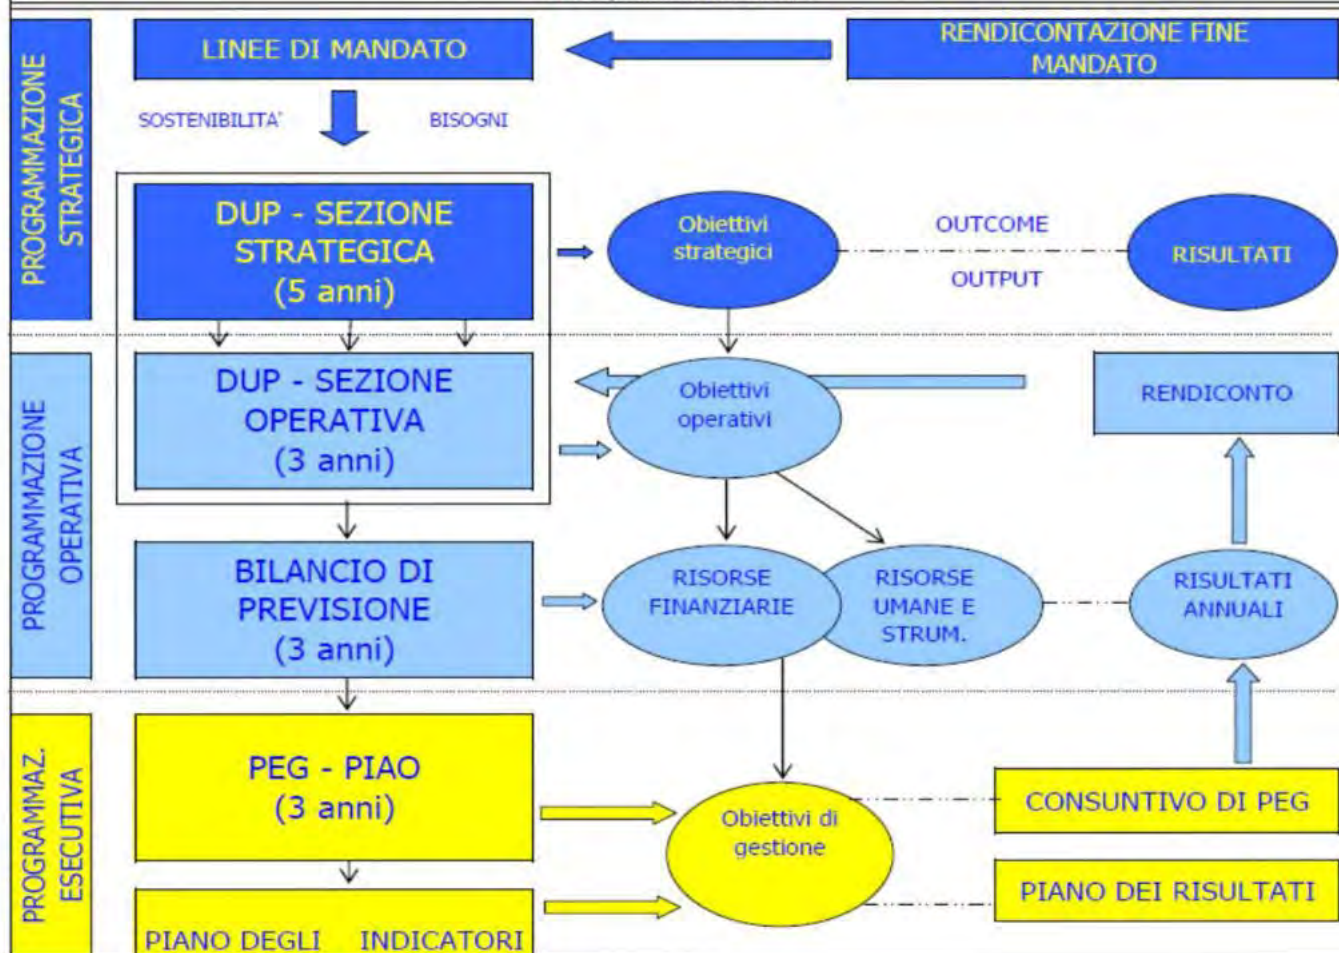 PROGRAMMAZIONE
STRATEGICA
LINEE DI MANDATO
RENDICONTAZIONE FINE
MANDATO
SOSTENIBILITA'
BISOGNI
DUP - SEZIONE
STRATEGICA
(5 anni)
Obiettivi
strategici
OUTCOME
OUTPUT
RISULTATI
PROGRAMMAZIONE
OPERATIVA
DUP - SEZIONE
OPERATIVA
(3 anni)
Obiettivi
operativi
RENDICONTO
BILANCIO DI
PREVISIONE
(3 anni)
RISORSE
FINANZIARIE
RISORSE
UMANE E
STRUM.
RISULTATI
ANNUALI
PROGRAMMAZ.
ESECUTIVA
PEG - PIAO
(3 anni)
Obiettivi di
gestione
CONSUNTIVO DI PEG
PIANO DEI RISULTATI
PIANO DEGLI INDICATORI